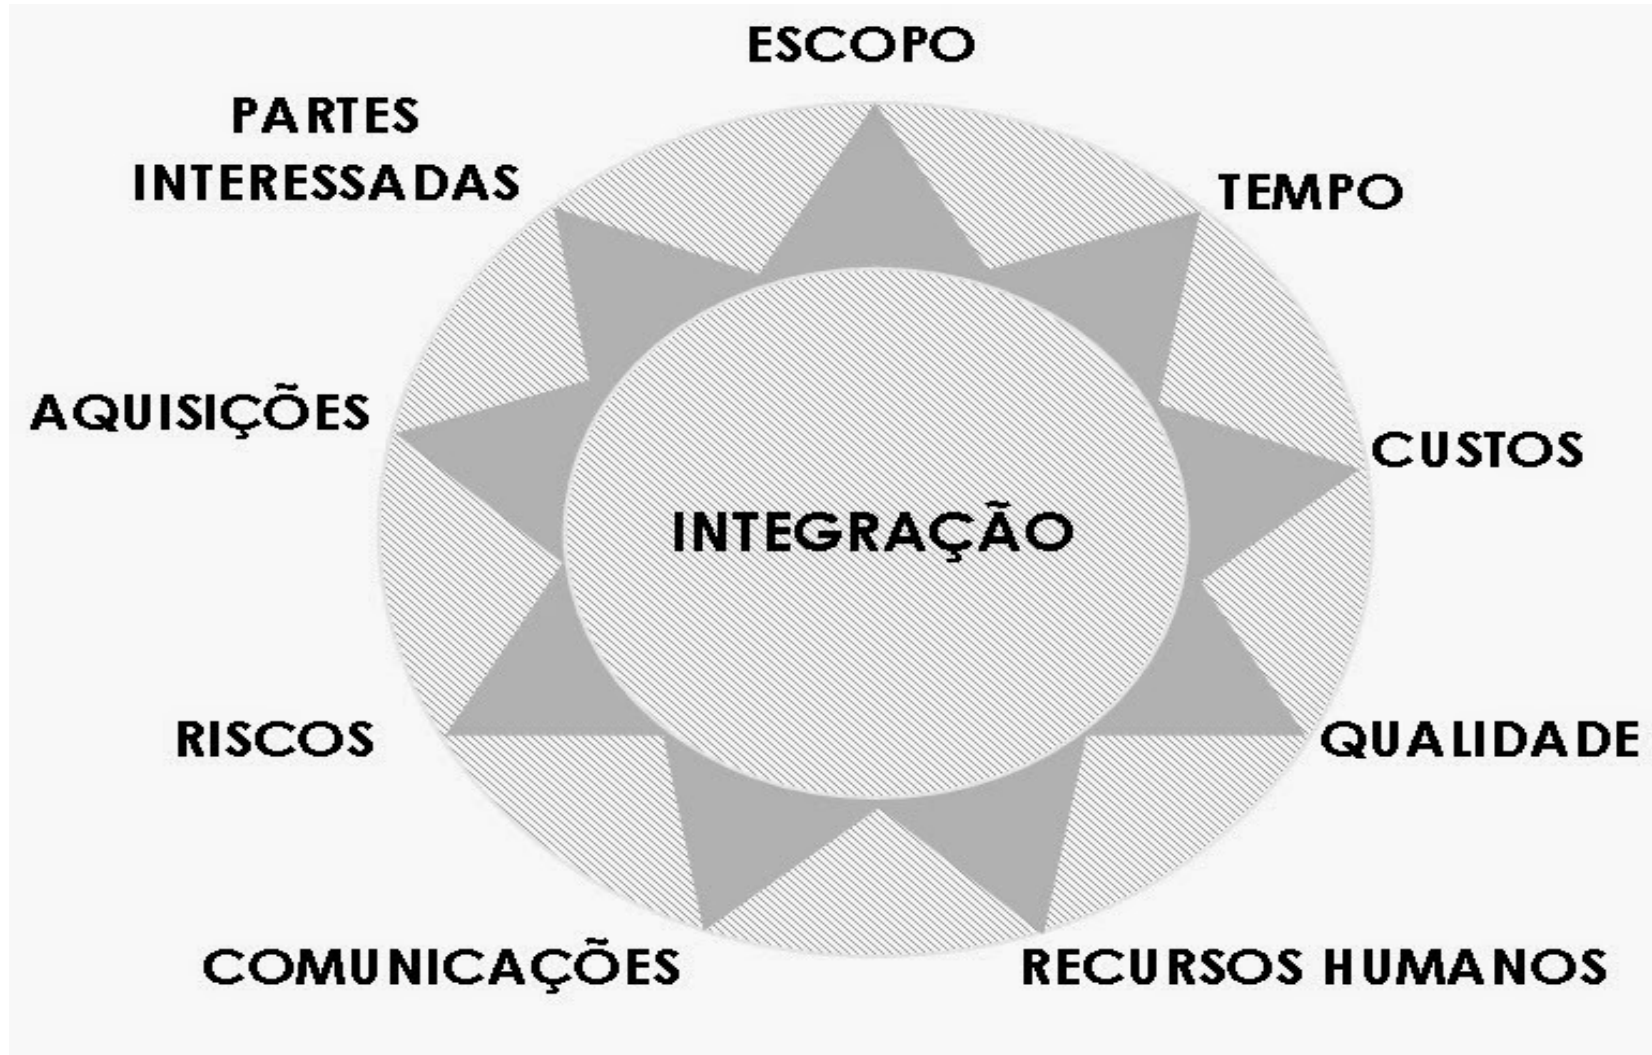 ESCOPO
PARTES
INTERESSADAS
TEMPO
AQUISIÇÕES
CUSTOS
INTEGRAÇÃO
RISCOS
QUALIDADE
COMUNICAÇÕES
RECURSOS HUMANOS